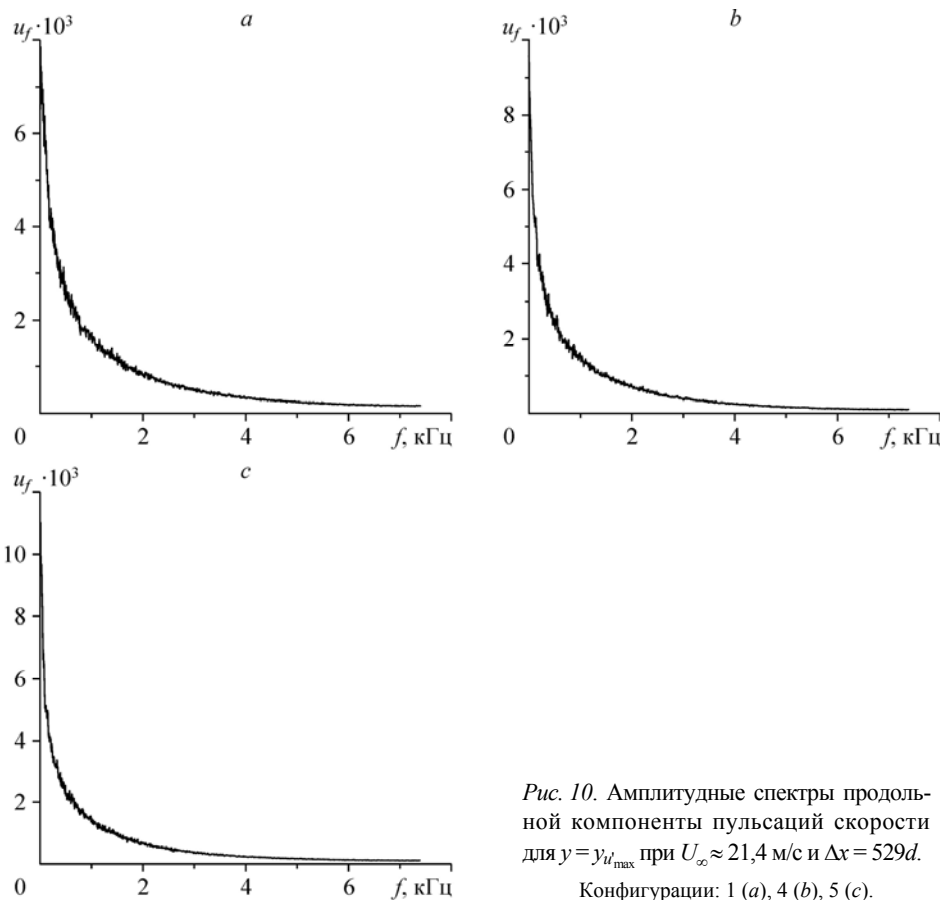 a
u_f ·10³
6
4
2
0
2
4
6
f, кГц
b
u_f ·10³
8
6
4
2
0
2
4
6
f, кГц
c
u_f ·10³
10
8
6
4
2
0
2
4
6
f, кГц
Рис. 10. Амплитудные спектры продоль-
ной компоненты пульсаций скорости
для y = y_{u'max} при U_∞ ≈ 21,4 м/с и Δx = 529d.
Конфигурации: 1 (a), 4 (b), 5 (c).